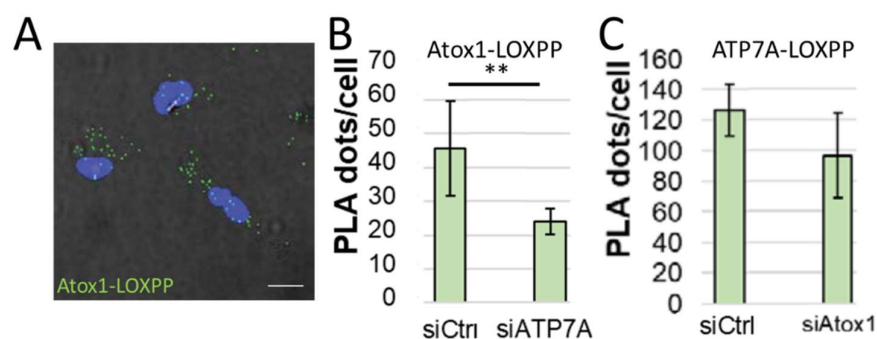 A
Atox1-LOXPP
B
Atox1-LOXPP
**
PLA dots/cell
70
60
50
40
30
20
10
0
siCtrl
siATP7A
C
ATP7A-LOXPP
PLA dots/cell
160
140
120
100
80
60
40
20
0
siCtrl
siAtox1